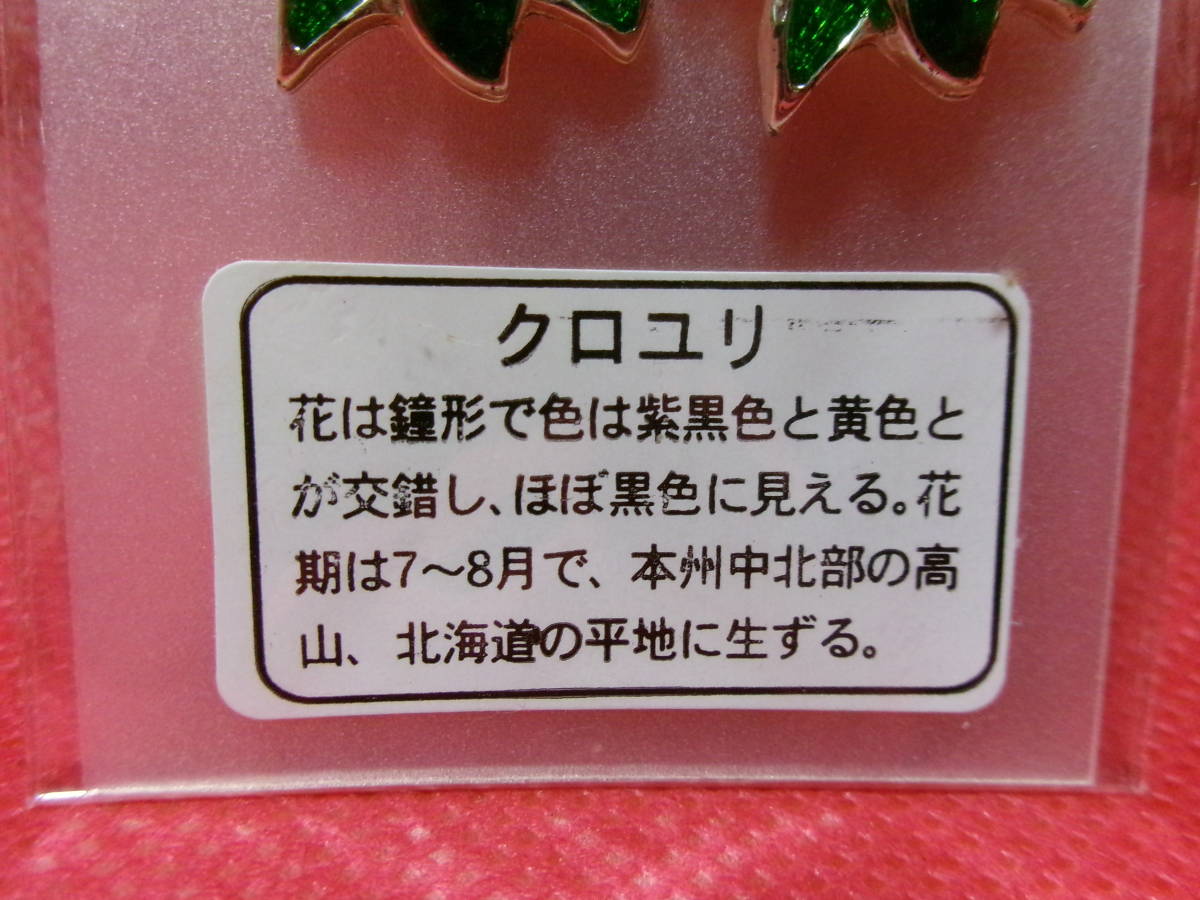 クロユリ
花は鐘形で色は紫黒色と黄色と
が交錯し、ほぼ黒色に見える。花
期は7～8月で、本州中北部の高
山、北海道の平地に生ずる。